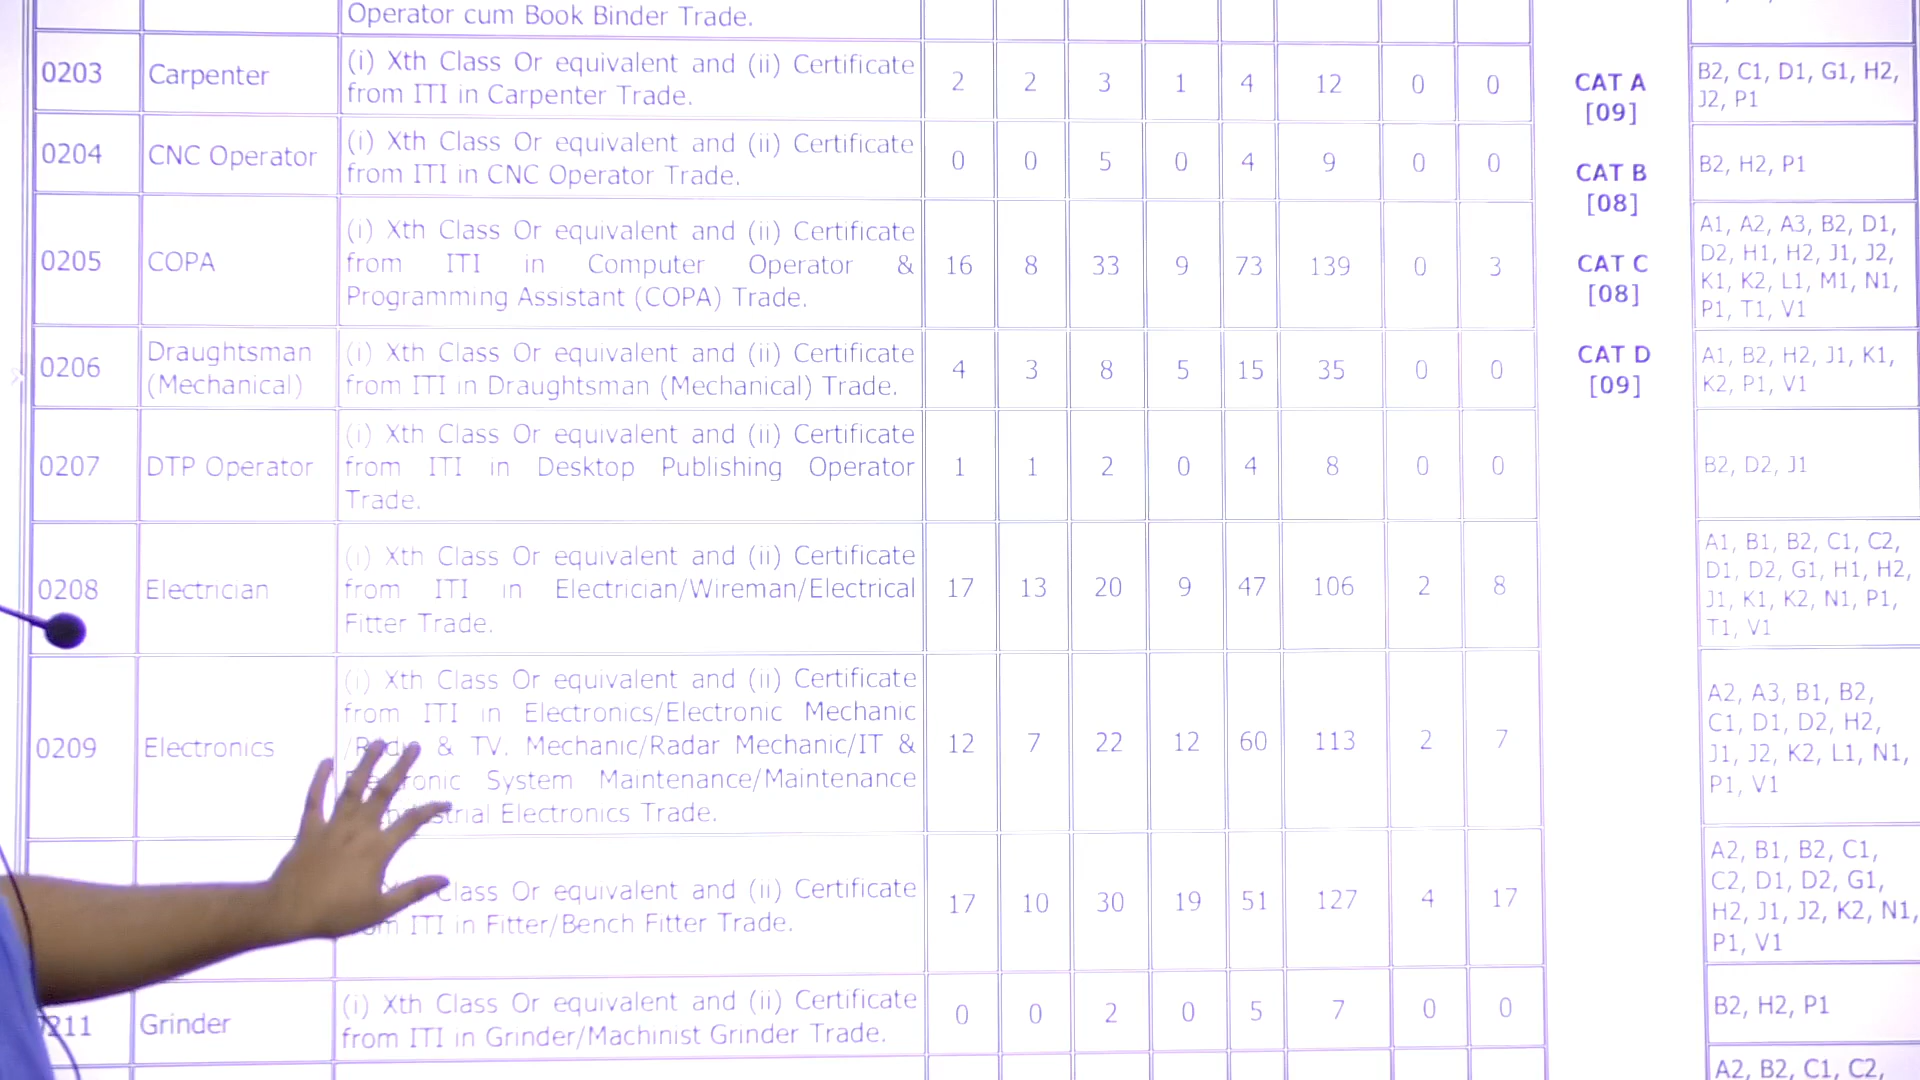 Operator cum Book Binder Trade.
0203 Carpenter (i) Xth Class Or equivalent and (ii) Certificate
from ITI in Carpenter Trade.
2 2 3 1 4 12 0 0
B2, C1, D1, G1, H2,
J2, P1
0204 CNC Operator (i) Xth Class Or equivalent and (ii) Certificate
from ITI in CNC Operator Trade.
0 0 5 0 4 9 0 0
B2, H2, P1
0205 COPA (i) Xth Class Or equivalent and (ii) Certificate
from ITI in Computer Operator &
Programming Assistant (COPA) Trade.
16 8 33 9 73 139 0 3
A1, A2, A3, B2, D1,
D2, H1, H2, J1, J2,
K1, K2, L1, M1, N1,
P1, T1, V1
0206 Draughtsman
(Mechanical)
(i) Xth Class Or equivalent and (ii) Certificate
from ITI in Draughtsman (Mechanical) Trade.
4 3 8 5 15 35 0 0
A1, B2, H2, J1, K1,
K2, P1, V1
0207 DTP Operator (i) Xth Class Or equivalent and (ii) Certificate
from ITI in Desktop Publishing Operator
Trade.
1 1 2 0 4 8 0 0
B2, D2, J1
0208 Electrician (i) Xth Class Or equivalent and (ii) Certificate
from ITI in Electrician/Wireman/Electrical
Fitter Trade.
17 13 20 9 47 106 2 8
A1, B1, B2, C1, C2,
D1, D2, G1, H1, H2,
J1, K1, K2, N1, P1,
T1, V1
0209 Electronics (i) Xth Class Or equivalent and (ii) Certificate
from ITI in Electronics/Electronic Mechanic
& TV. Mechanic/Radar Mechanic/IT &
System Maintenance/Maintenance
Electronics Trade.
12 7 22 12 60 113 2 7
A2, A3, B1, B2,
C1, D1, D2, H2,
J1, J2, K2, L1, N1,
P1, V1
Class Or equivalent and (ii) Certificate
ITI in Fitter/Bench Fitter Trade.
17 10 30 19 51 127 4 17
A2, B1, B2, C1,
C2, D1, D2, G1,
H2, J1, J2, K2, N1,
P1, V1
Grinder (i) Xth Class Or equivalent and (ii) Certificate
from ITI in Grinder/Machinist Grinder Trade.
0 0 2 0 5 7 0 0
B2, H2, P1
A2, B2, C1, C2,
CAT A
[09]
CAT B
[08]
CAT C
[08]
CAT D
[09]